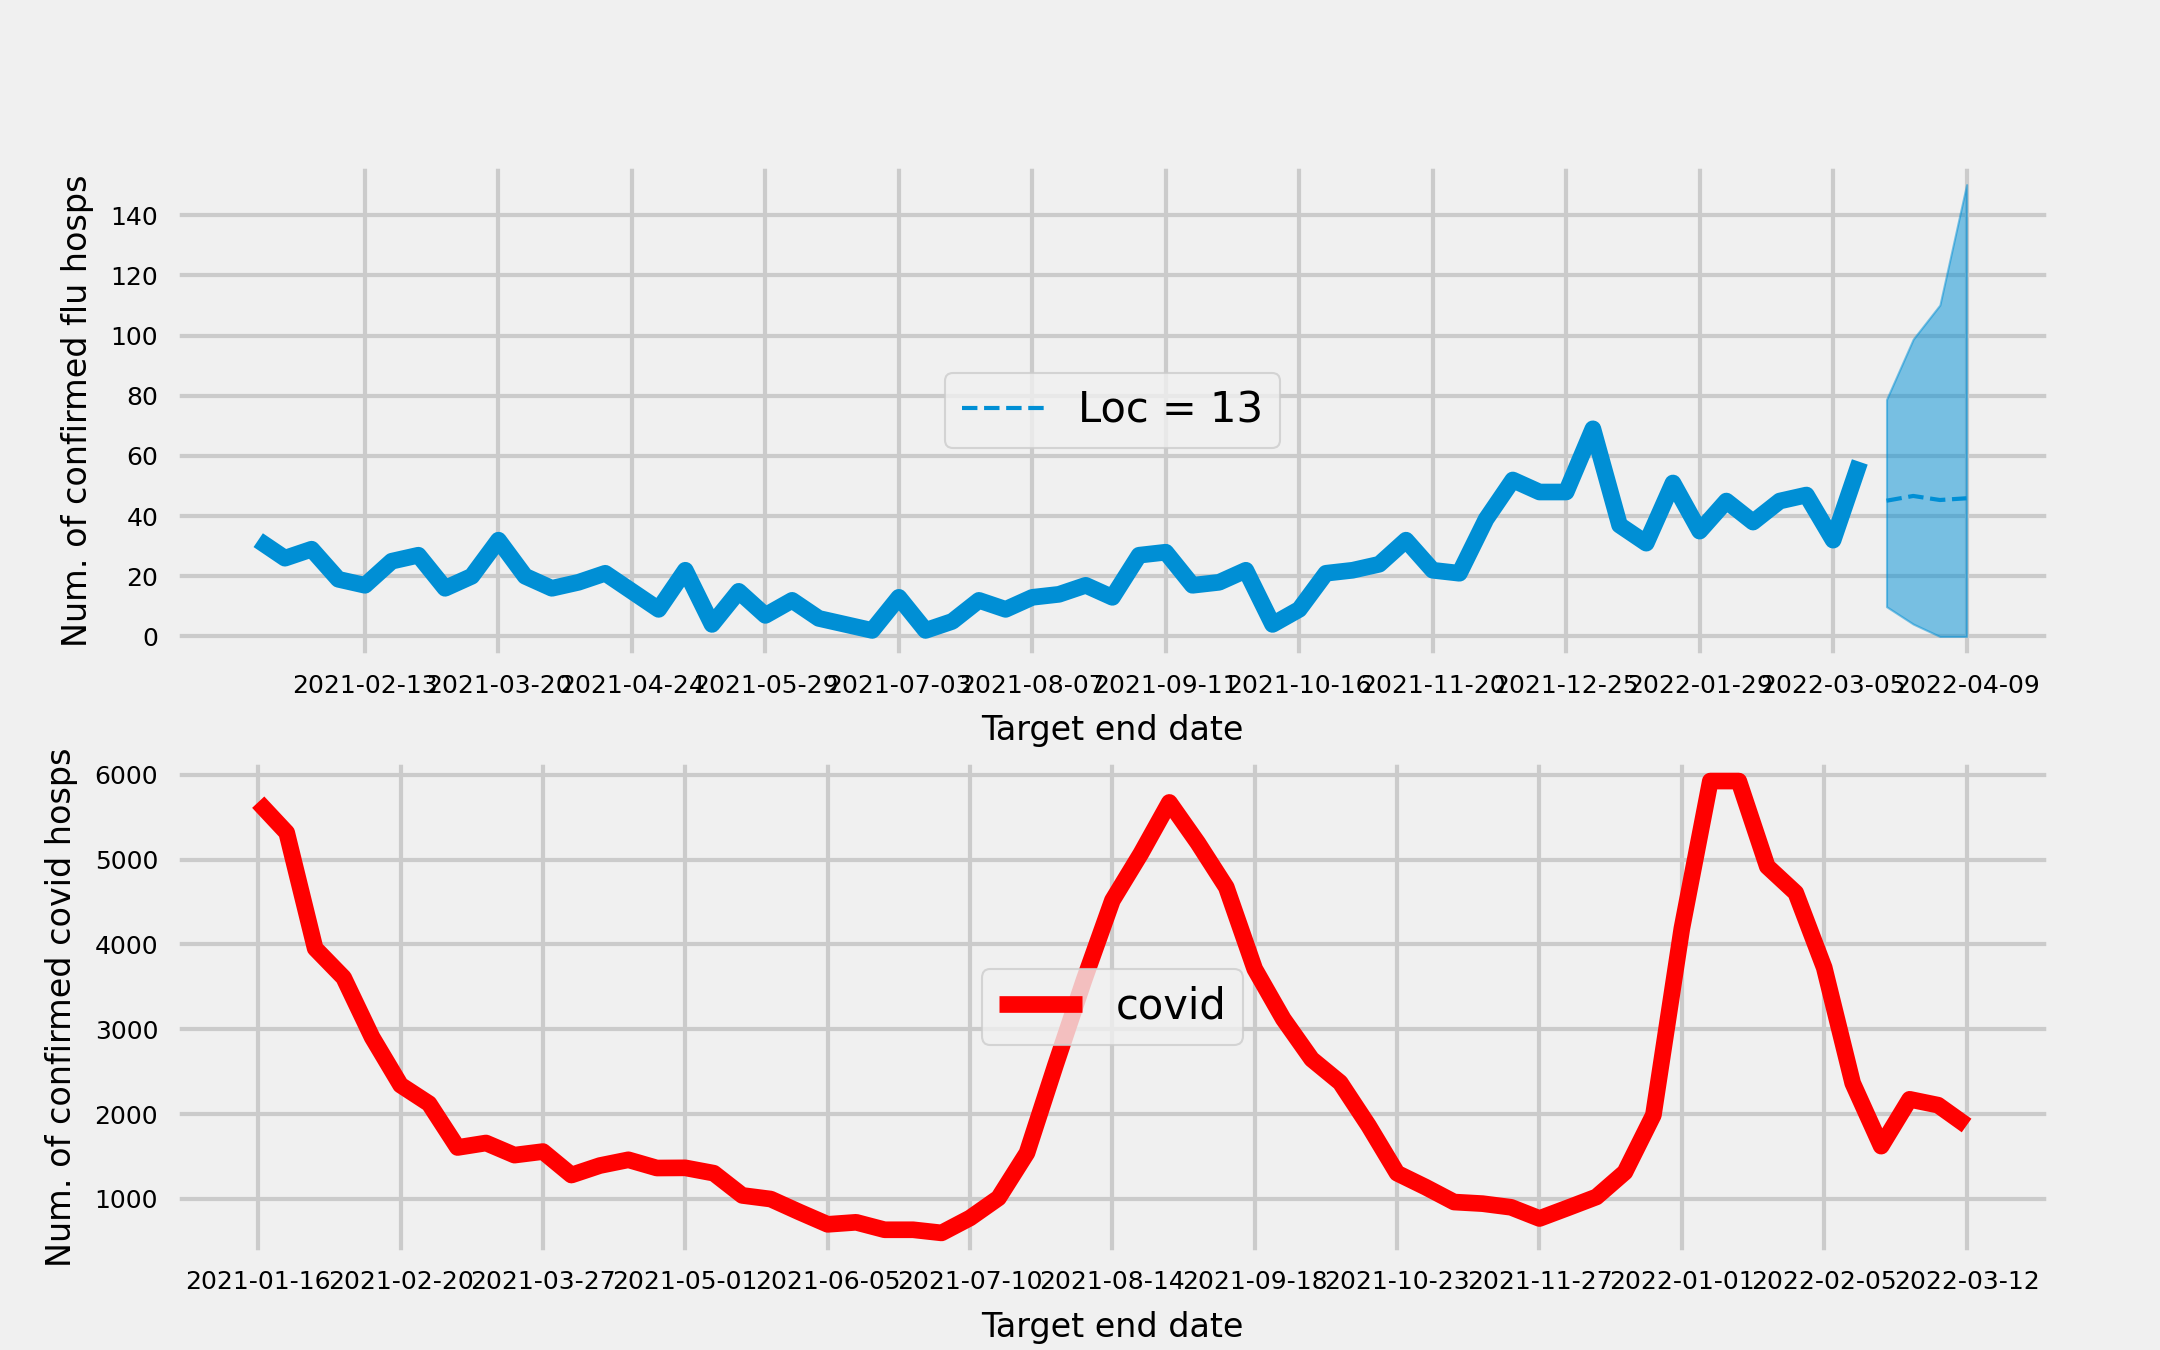 Num. of confirmed flu hosps
140
120
100
80
60
40
20
0
Loc = 13
2021-02-13 2021-03-20 2021-04-24 2021-05-29 2021-07-03 2021-08-07 2021-09-11 2021-10-16 2021-11-20 2021-12-25 2022-01-29 2022-03-05 2022-04-09
Target end date
Num. of confirmed covid hosps
6000
5000
4000
3000
2000
1000
covid
2021-01-16 2021-02-20 2021-03-27 2021-05-01 2021-06-05 2021-07-10 2021-08-14 2021-09-18 2021-10-23 2021-11-27 2022-01-01 2022-02-05 2022-03-12
Target end date